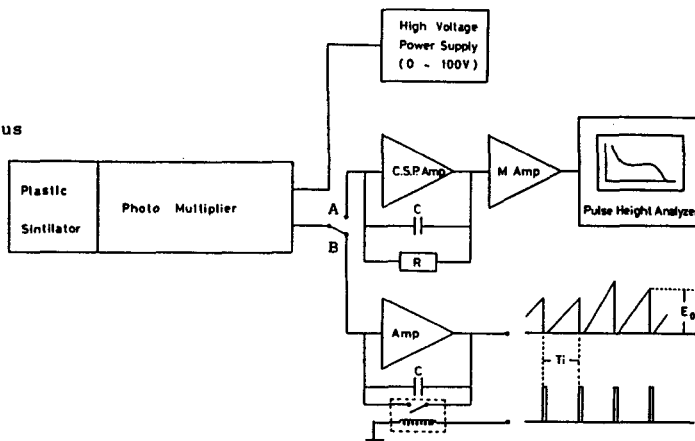 High Voltage
Power Supply
(0 ~ 100V)
us
Plastic
Sintilator
Photo Multiplier
A
B
C.S.P. Amp
C
R
M Amp
Pulse Height Analyzer
Amp
C
Ti